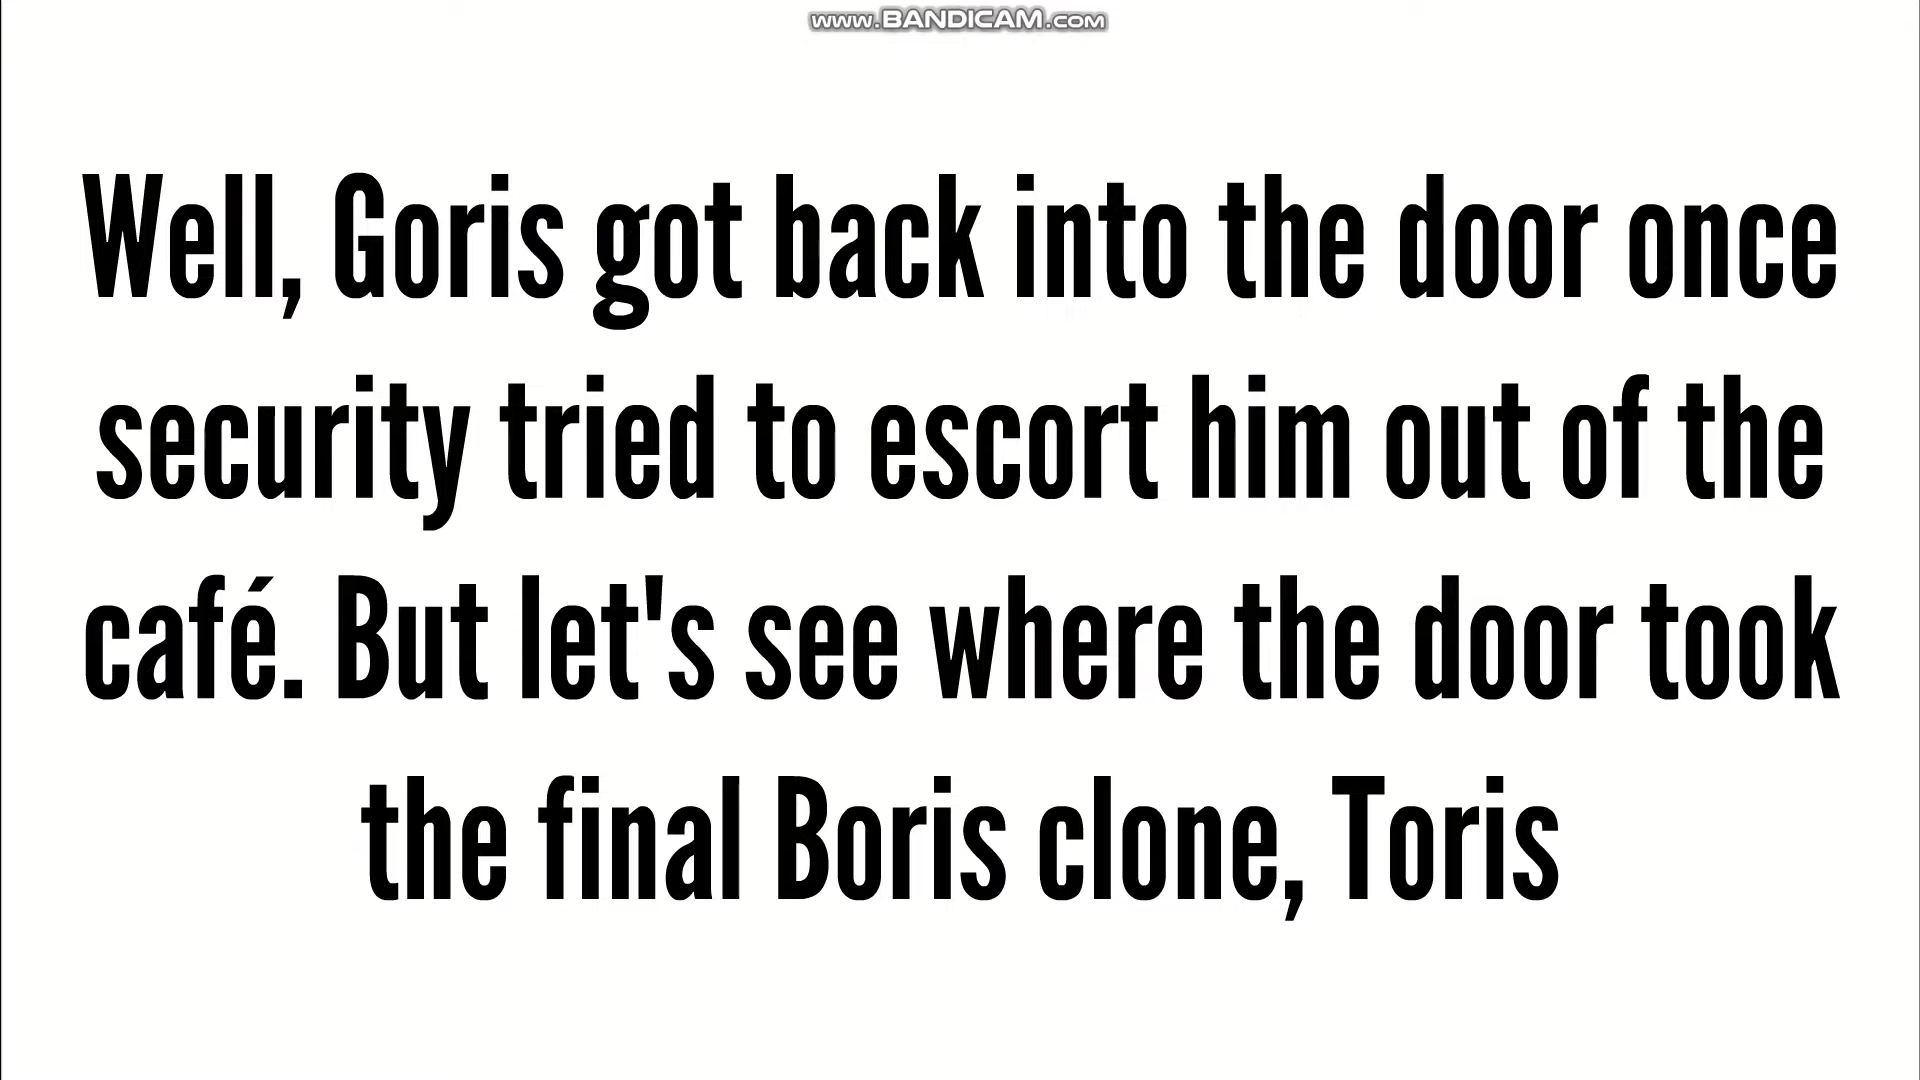 www.BANDICAM.com
Well, Goris got back into the door once
security tried to escort him out of the
café. But let's see where the door took
the final Boris clone, Toris